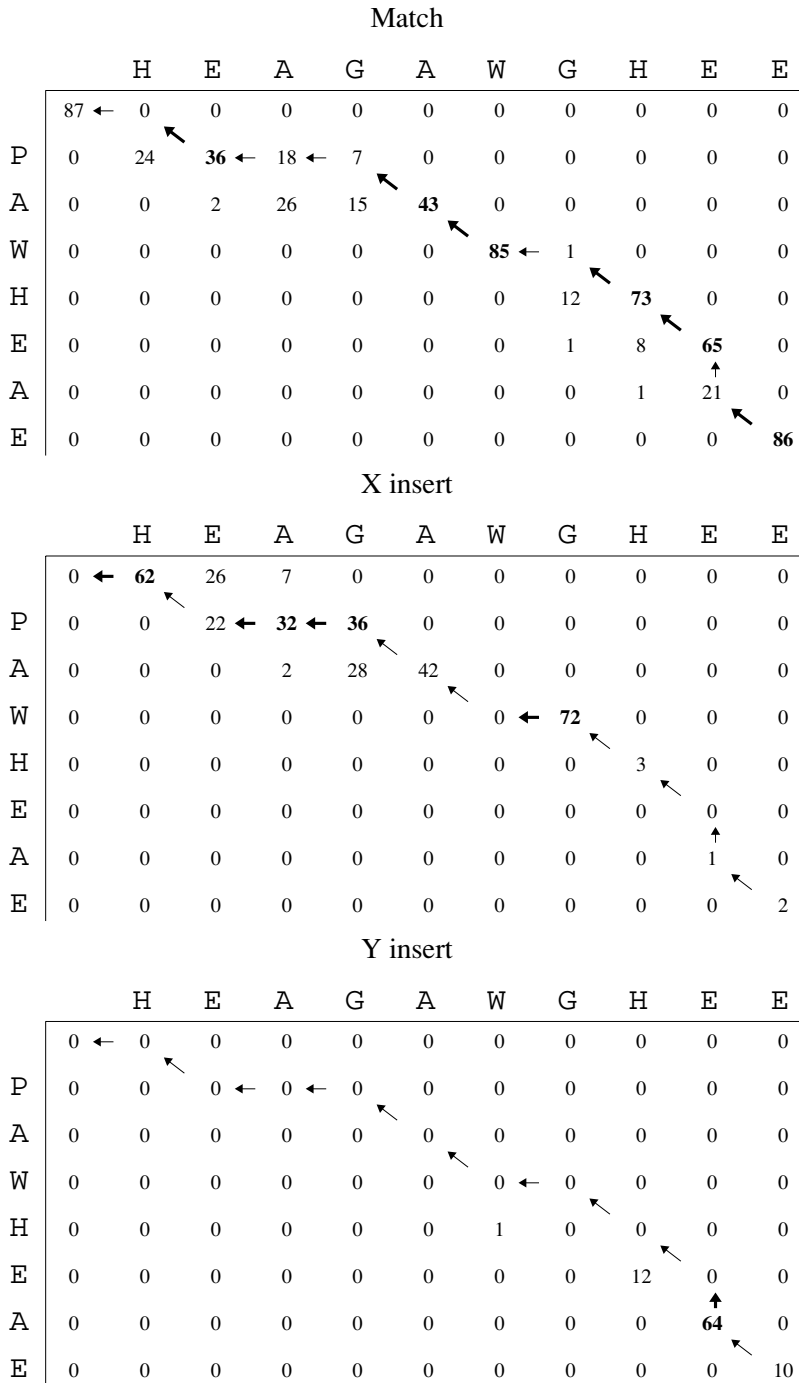 Match
H E A G A W G H E E
87 0 0 0 0 0 0 0 0 0 0
P 0 24 36 18 7 0 0 0 0 0 0
A 0 0 2 26 15 43 0 0 0 0 0
W 0 0 0 0 0 0 85 1 0 0 0
H 0 0 0 0 0 0 0 12 73 0 0
E 0 0 0 0 0 0 0 1 8 65 0
A 0 0 0 0 0 0 0 0 1 21 0
E 0 0 0 0 0 0 0 0 0 0 86
X insert
H E A G A W G H E E
0 62 26 7 0 0 0 0 0 0 0
P 0 0 22 32 36 0 0 0 0 0 0
A 0 0 0 2 28 42 0 0 0 0 0
W 0 0 0 0 0 0 0 72 0 0 0
H 0 0 0 0 0 0 0 0 3 0 0
E 0 0 0 0 0 0 0 0 0 0 0
A 0 0 0 0 0 0 0 0 0 1 0
E 0 0 0 0 0 0 0 0 0 0 2
Y insert
H E A G A W G H E E
0 0 0 0 0 0 0 0 0 0 0
P 0 0 0 0 0 0 0 0 0 0 0
A 0 0 0 0 0 0 0 0 0 0 0
W 0 0 0 0 0 0 0 0 0 0 0
H 0 0 0 0 0 0 1 0 0 0 0
E 0 0 0 0 0 0 0 0 12 0 0
A 0 0 0 0 0 0 0 0 0 64 0
E 0 0 0 0 0 0 0 0 0 0 10